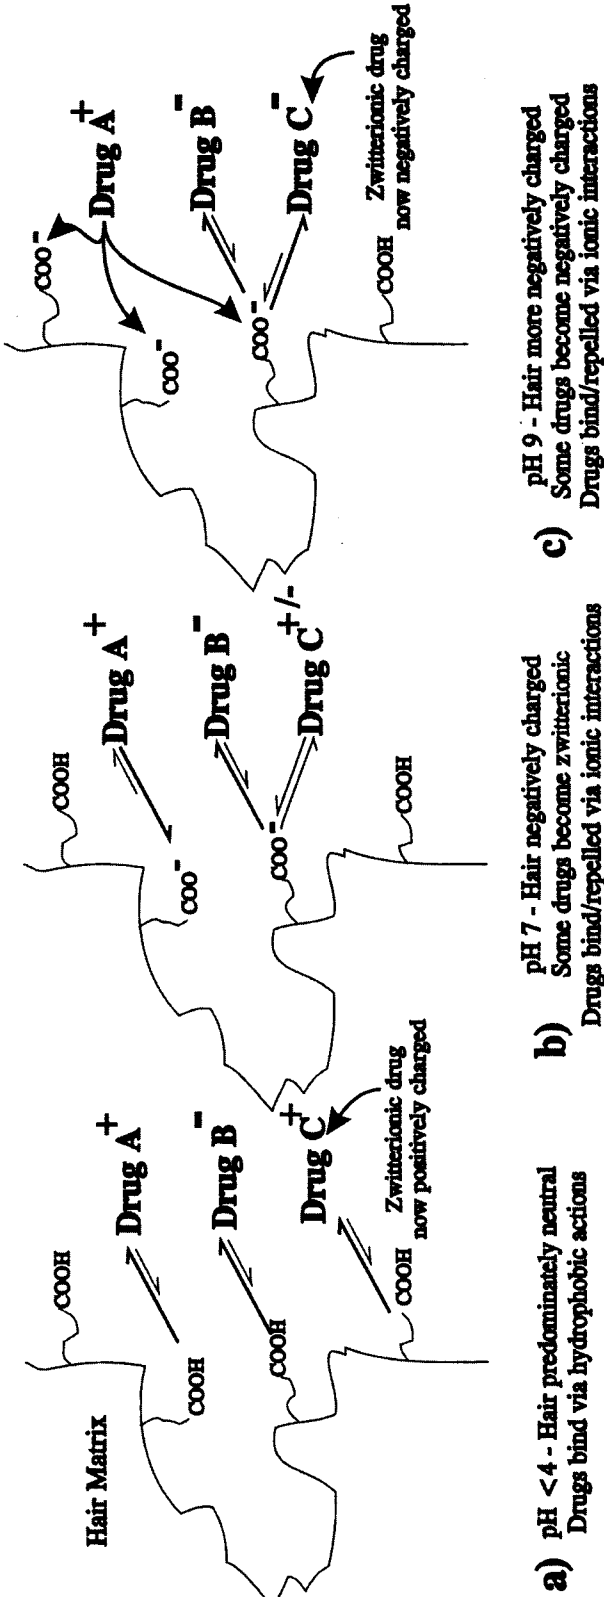 Hair Matrix
COOH
COOH
COOH
COOH
Drug A+
Drug B-
Drug C+
Zwitterionic drug
now positively charged
a) pH <4 - Hair predominately neutral
Drugs bind via hydrophobic actions
COOH
COO-
COO-
COOH
Drug A+
Drug B-
Drug C+/-
b) pH 7 - Hair negatively charged
Some drugs become zwitterionic
Drugs bind/repelled via ionic interactions
COO-
COO-
COO-
COOH
Drug A+
Drug B-
Drug C-
Zwitterionic drug
now negatively charged
c) pH 9 - Hair more negatively charged
Some drugs become negatively charged
Drugs bind/repelled via ionic interactions